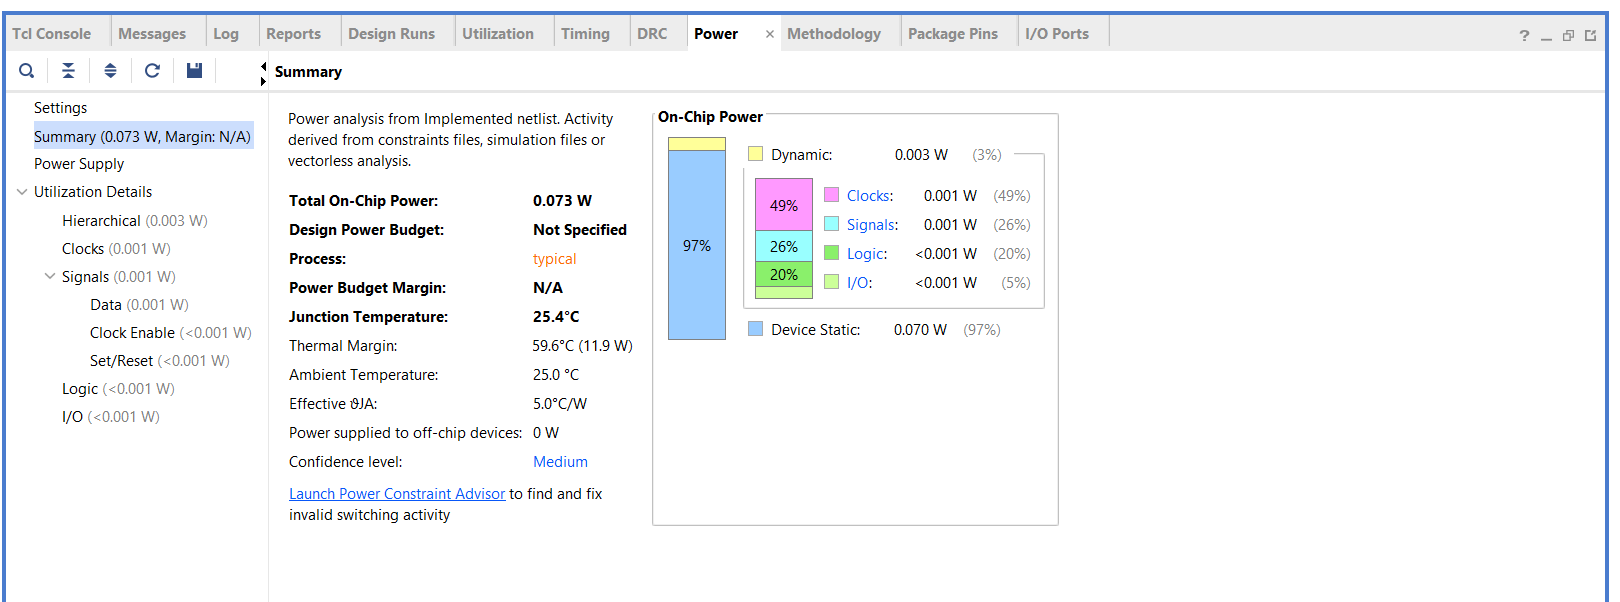 Tcl Console Messages Log Reports Design Runs Utilization Timing DRC Power × Methodology Package Pins I/O Ports ?
Summary
Settings
Summary (0.073 W, Margin: N/A)
Power Supply
Utilization Details
Hierarchical (0.003 W)
Clocks (0.001 W)
Signals (0.001 W)
Data (0.001 W)
Clock Enable (<0.001 W)
Set/Reset (<0.001 W)
Logic (<0.001 W)
I/O (<0.001 W)
Power analysis from Implemented netlist. Activity
derived from constraints files, simulation files or
vectorless analysis.
Total On-Chip Power: 0.073 W
Design Power Budget: Not Specified
Process: typical
Power Budget Margin: N/A
Junction Temperature: 25.4°C
Thermal Margin: 59.6°C (11.9 W)
Ambient Temperature: 25.0 °C
Effective ϑJA: 5.0°C/W
Power supplied to off-chip devices: 0 W
Confidence level: Medium
Launch Power Constraint Advisor to find and fix
invalid switching activity
On-Chip Power
97%
Dynamic: 0.003 W (3%)
49% Clocks: 0.001 W (49%)
26% Signals: 0.001 W (26%)
20% Logic: <0.001 W (20%)
I/O: <0.001 W (5%)
Device Static: 0.070 W (97%)